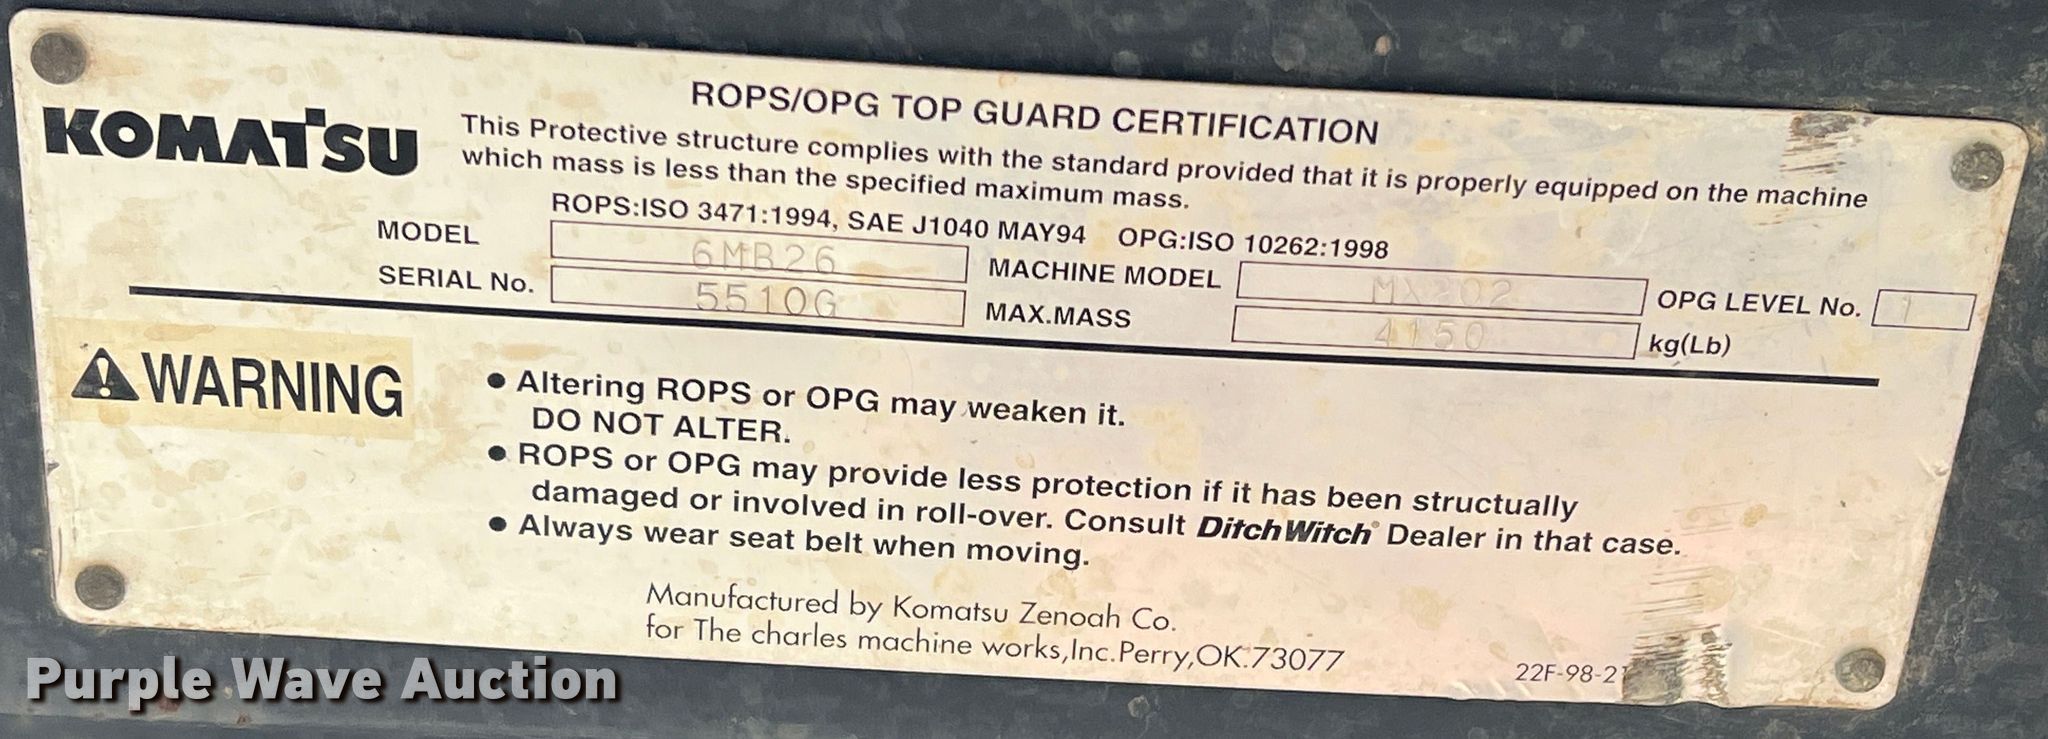 KOMATSU
ROPS/OPG TOP GUARD CERTIFICATION
This Protective structure complies with the standard provided that it is properly equipped on the machine
which mass is less than the specified maximum mass.
ROPS:ISO 3471:1994, SAE J1040 MAY94 OPG:ISO 10262:1998
MODEL 6MB26 MACHINE MODEL OPG LEVEL No. 1
SERIAL No. 5510G MAX.MASS 4150 kg(Lb)
WARNING
• Altering ROPS or OPG may weaken it.
DO NOT ALTER.
• ROPS or OPG may provide less protection if it has been structually
damaged or involved in roll-over. Consult DitchWitch® Dealer in that case.
• Always wear seat belt when moving.
Manufactured by Komatsu Zenoah Co.
for The charles machine works,Inc.Perry,OK.73077
Purple Wave Auction